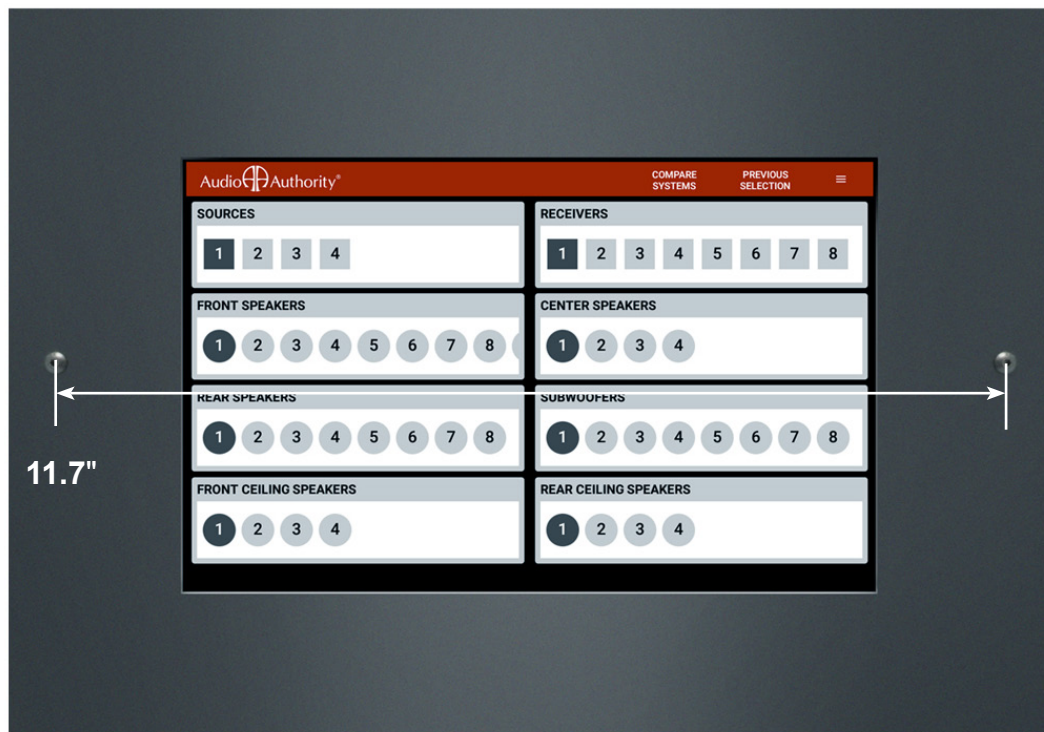 Audio Authority®
COMPARE SYSTEMS
PREVIOUS SELECTION
≡
SOURCES
1 2 3 4
RECEIVERS
1 2 3 4 5 6 7 8
FRONT SPEAKERS
1 2 3 4 5 6 7 8
CENTER SPEAKERS
1 2 3 4
REAR SPEAKERS
1 2 3 4 5 6 7 8
SUBWOOFERS
1 2 3 4 5 6 7 8
11.7"
FRONT CEILING SPEAKERS
1 2 3 4
REAR CEILING SPEAKERS
1 2 3 4